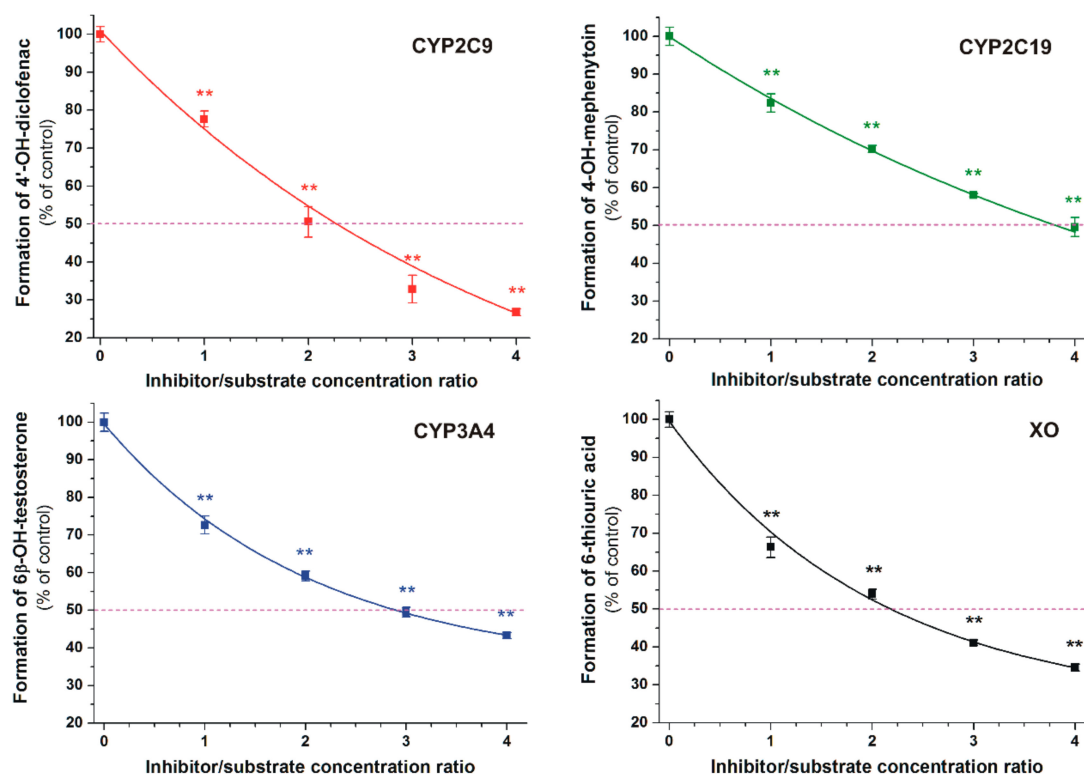 CYP2C9
Formation of 4'-OH-diclofenac
(% of control)
100
90
80
70
60
50
40
30
20
**
**
**
**
0 1 2 3 4
Inhibitor/substrate concentration ratio
CYP2C19
Formation of 4-OH-mephenytoin
(% of control)
100
90
80
70
60
50
40
30
20
**
**
**
**
0 1 2 3 4
Inhibitor/substrate concentration ratio
CYP3A4
Formation of 6β-OH-testosterone
(% of control)
100
90
80
70
60
50
40
30
20
**
**
**
**
0 1 2 3 4
Inhibitor/substrate concentration ratio
XO
Formation of 6-thiouric acid
(% of control)
100
90
80
70
60
50
40
30
20
**
**
**
**
0 1 2 3 4
Inhibitor/substrate concentration ratio